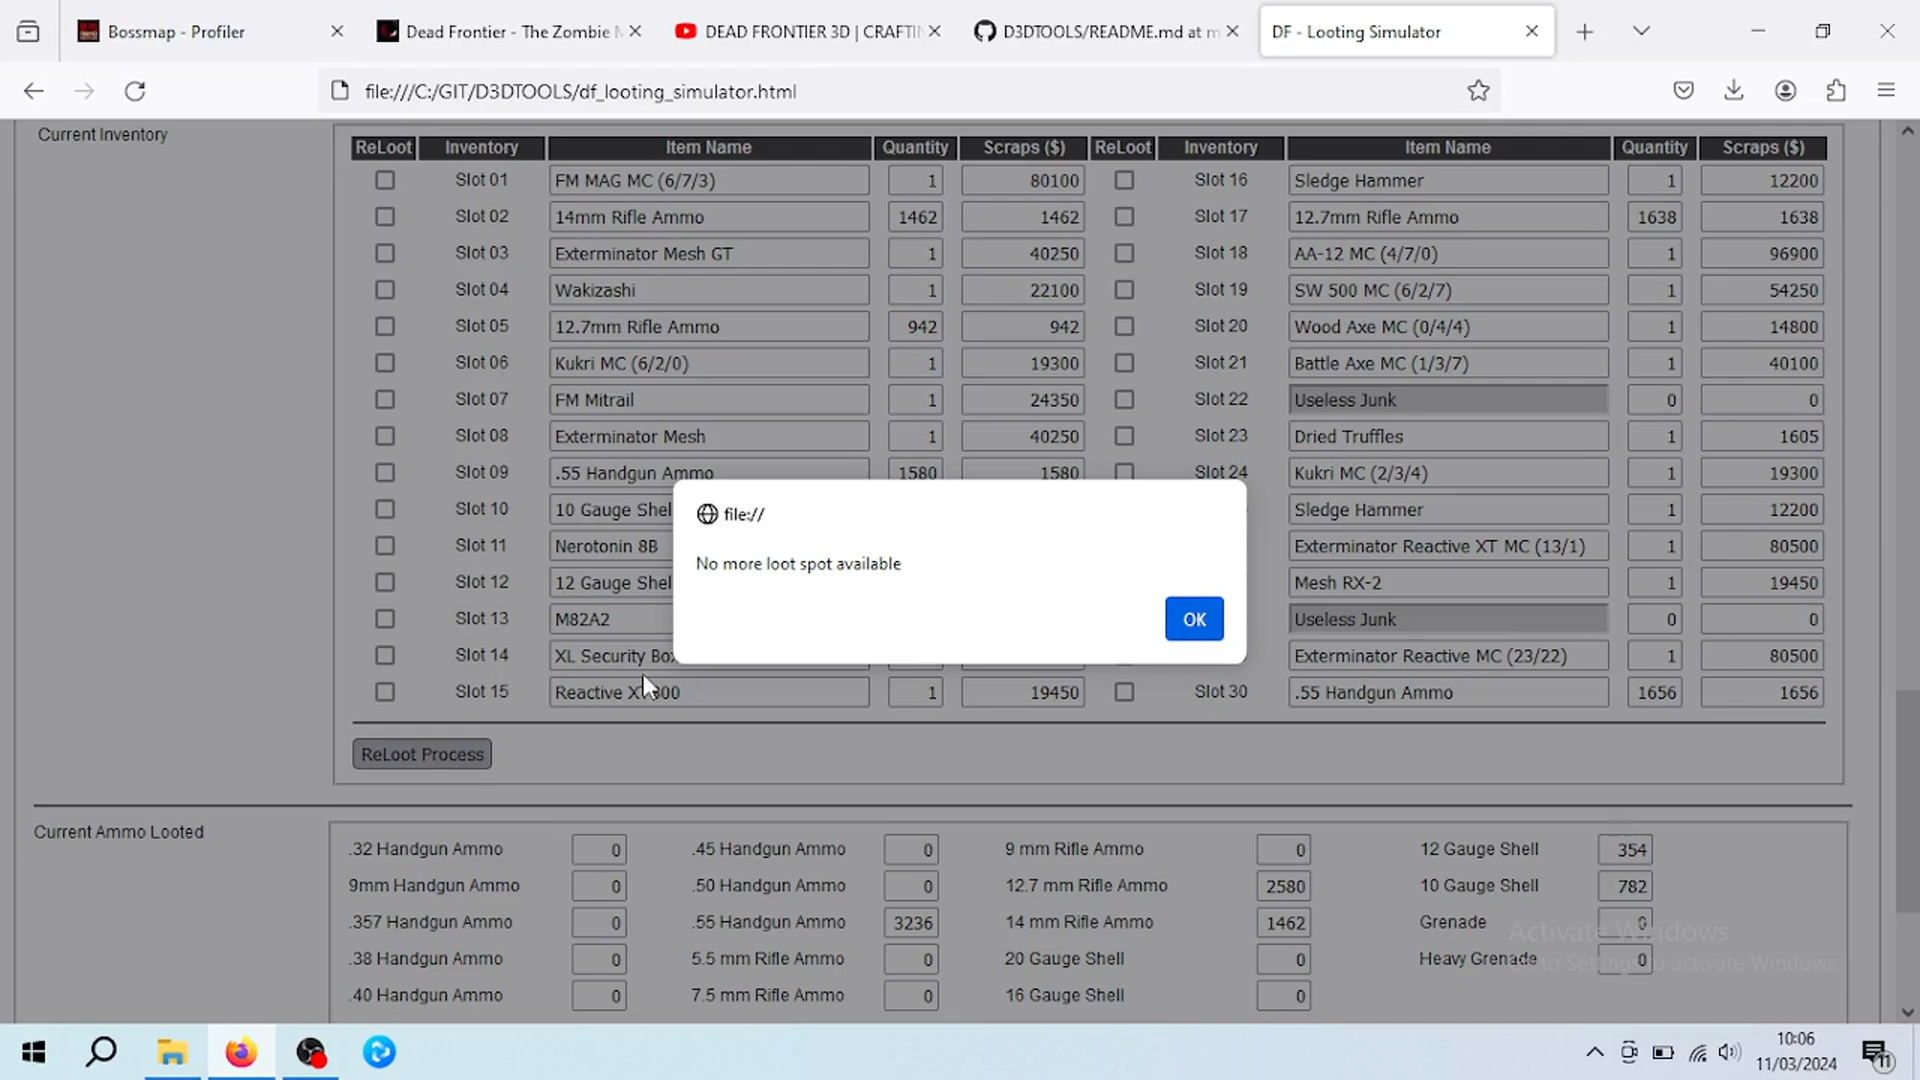 Bossmap - Profiler
Dead Frontier - The Zombie M
DEAD FRONTIER 3D | CRAFTIN
D3DTOOLS/README.md at m
DF - Looting Simulator
file:///C:/GIT/D3DTOOLS/df_looting_simulator.html
Current Inventory
ReLoot Inventory Item Name Quantity Scraps ($) ReLoot Inventory Item Name Quantity Scraps ($)
Slot 01 FM MAG MC (6/7/3) 1 80100 Slot 16 Sledge Hammer 1 12200
Slot 02 14mm Rifle Ammo 1462 1462 Slot 17 12.7mm Rifle Ammo 1638 1638
Slot 03 Exterminator Mesh GT 1 40250 Slot 18 AA-12 MC (4/7/0) 1 96900
Slot 04 Wakizashi 1 22100 Slot 19 SW 500 MC (6/2/7) 1 54250
Slot 05 12.7mm Rifle Ammo 942 942 Slot 20 Wood Axe MC (0/4/4) 1 14800
Slot 06 Kukri MC (6/2/0) 1 19300 Slot 21 Battle Axe MC (1/3/7) 1 40100
Slot 07 FM Mitrail 1 24350 Slot 22 Useless Junk 0 0
Slot 08 Exterminator Mesh 1 40250 Slot 23 Dried Truffles 1 1605
Slot 09 .55 Handgun Ammo 1580 1580 Slot 24 Kukri MC (2/3/4) 1 19300
Slot 10 10 Gauge Shel Sledge Hammer 1 12200
Slot 11 Nerotonin 8B Exterminator Reactive XT MC (13/1) 1 80500
Slot 12 12 Gauge Shel Mesh RX-2 1 19450
Slot 13 M82A2 Useless Junk 0 0
Slot 14 XL Security Box Exterminator Reactive MC (23/22) 1 80500
Slot 15 Reactive 1 19450 Slot 30 .55 Handgun Ammo 1656 1656
file://
No more loot spot available
OK
ReLoot Process
Current Ammo Looted
.32 Handgun Ammo 0 .45 Handgun Ammo 0 9 mm Rifle Ammo 0 12 Gauge Shell 354
9mm Handgun Ammo 0 .50 Handgun Ammo 0 12.7 mm Rifle Ammo 2580 10 Gauge Shell 782
.357 Handgun Ammo 0 .55 Handgun Ammo 3236 14 mm Rifle Ammo 1462 Grenade 0
.38 Handgun Ammo 0 5.5 mm Rifle Ammo 0 20 Gauge Shell 0 Heavy Grenade 0
.40 Handgun Ammo 0 7.5 mm Rifle Ammo 0 16 Gauge Shell 0
Activate Windows
to Settings to activate Windows.
10:06
11/03/2024
11